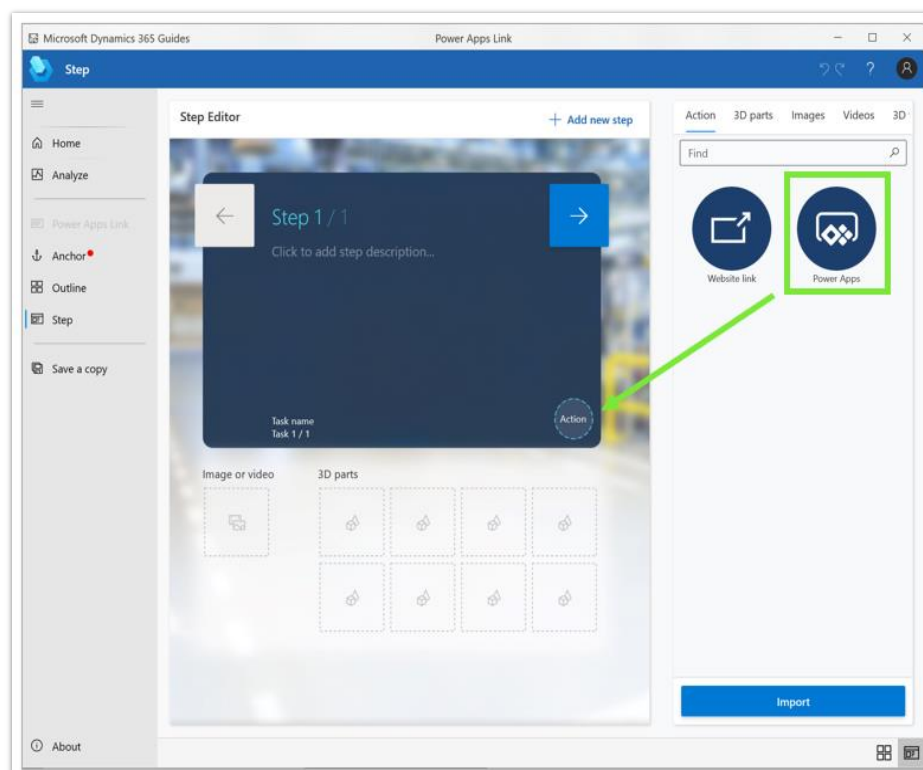 Microsoft Dynamics 365 Guides
Power Apps Link
Step
?
Home
Analyze
Power Apps Link
Anchor
Outline
Step
Save a copy
About
Step Editor
+ Add new step
Step 1 / 1
Click to add step description...
Task name
Task 1 / 1
Action
Image or video
3D parts
Action 3D parts Images Videos 3D
Find
Website link
Power Apps
Import